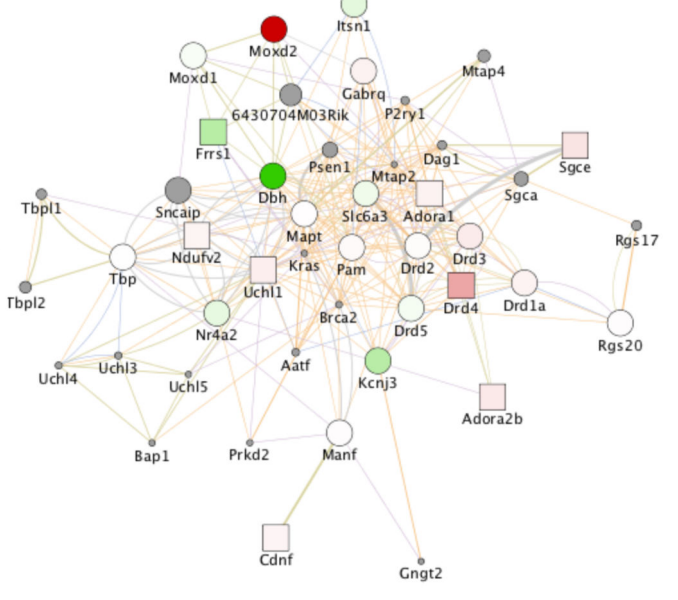 Itsn1
Moxd2
Moxd1
Gabrq
Mtap4
6430704M03Rik
P2ry1
Frrs1
Psen1
Dag1
Mtap2
Sgce
Sgca
Dbh
Sncaip
Slc6a3
Adora1
Tbpl1
Mapt
Ndufv2
Rgs17
Kras
Pam
Drd2
Drd3
Tbp
Uchl1
Tbpl2
Brca2
Drd4
Drd1a
Nr4a2
Drd5
Rgs20
Aatf
Uchl3
Uchl4
Uchl5
Kcnj3
Adora2b
Bap1
Prkd2
Manf
Cdnf
Gngt2